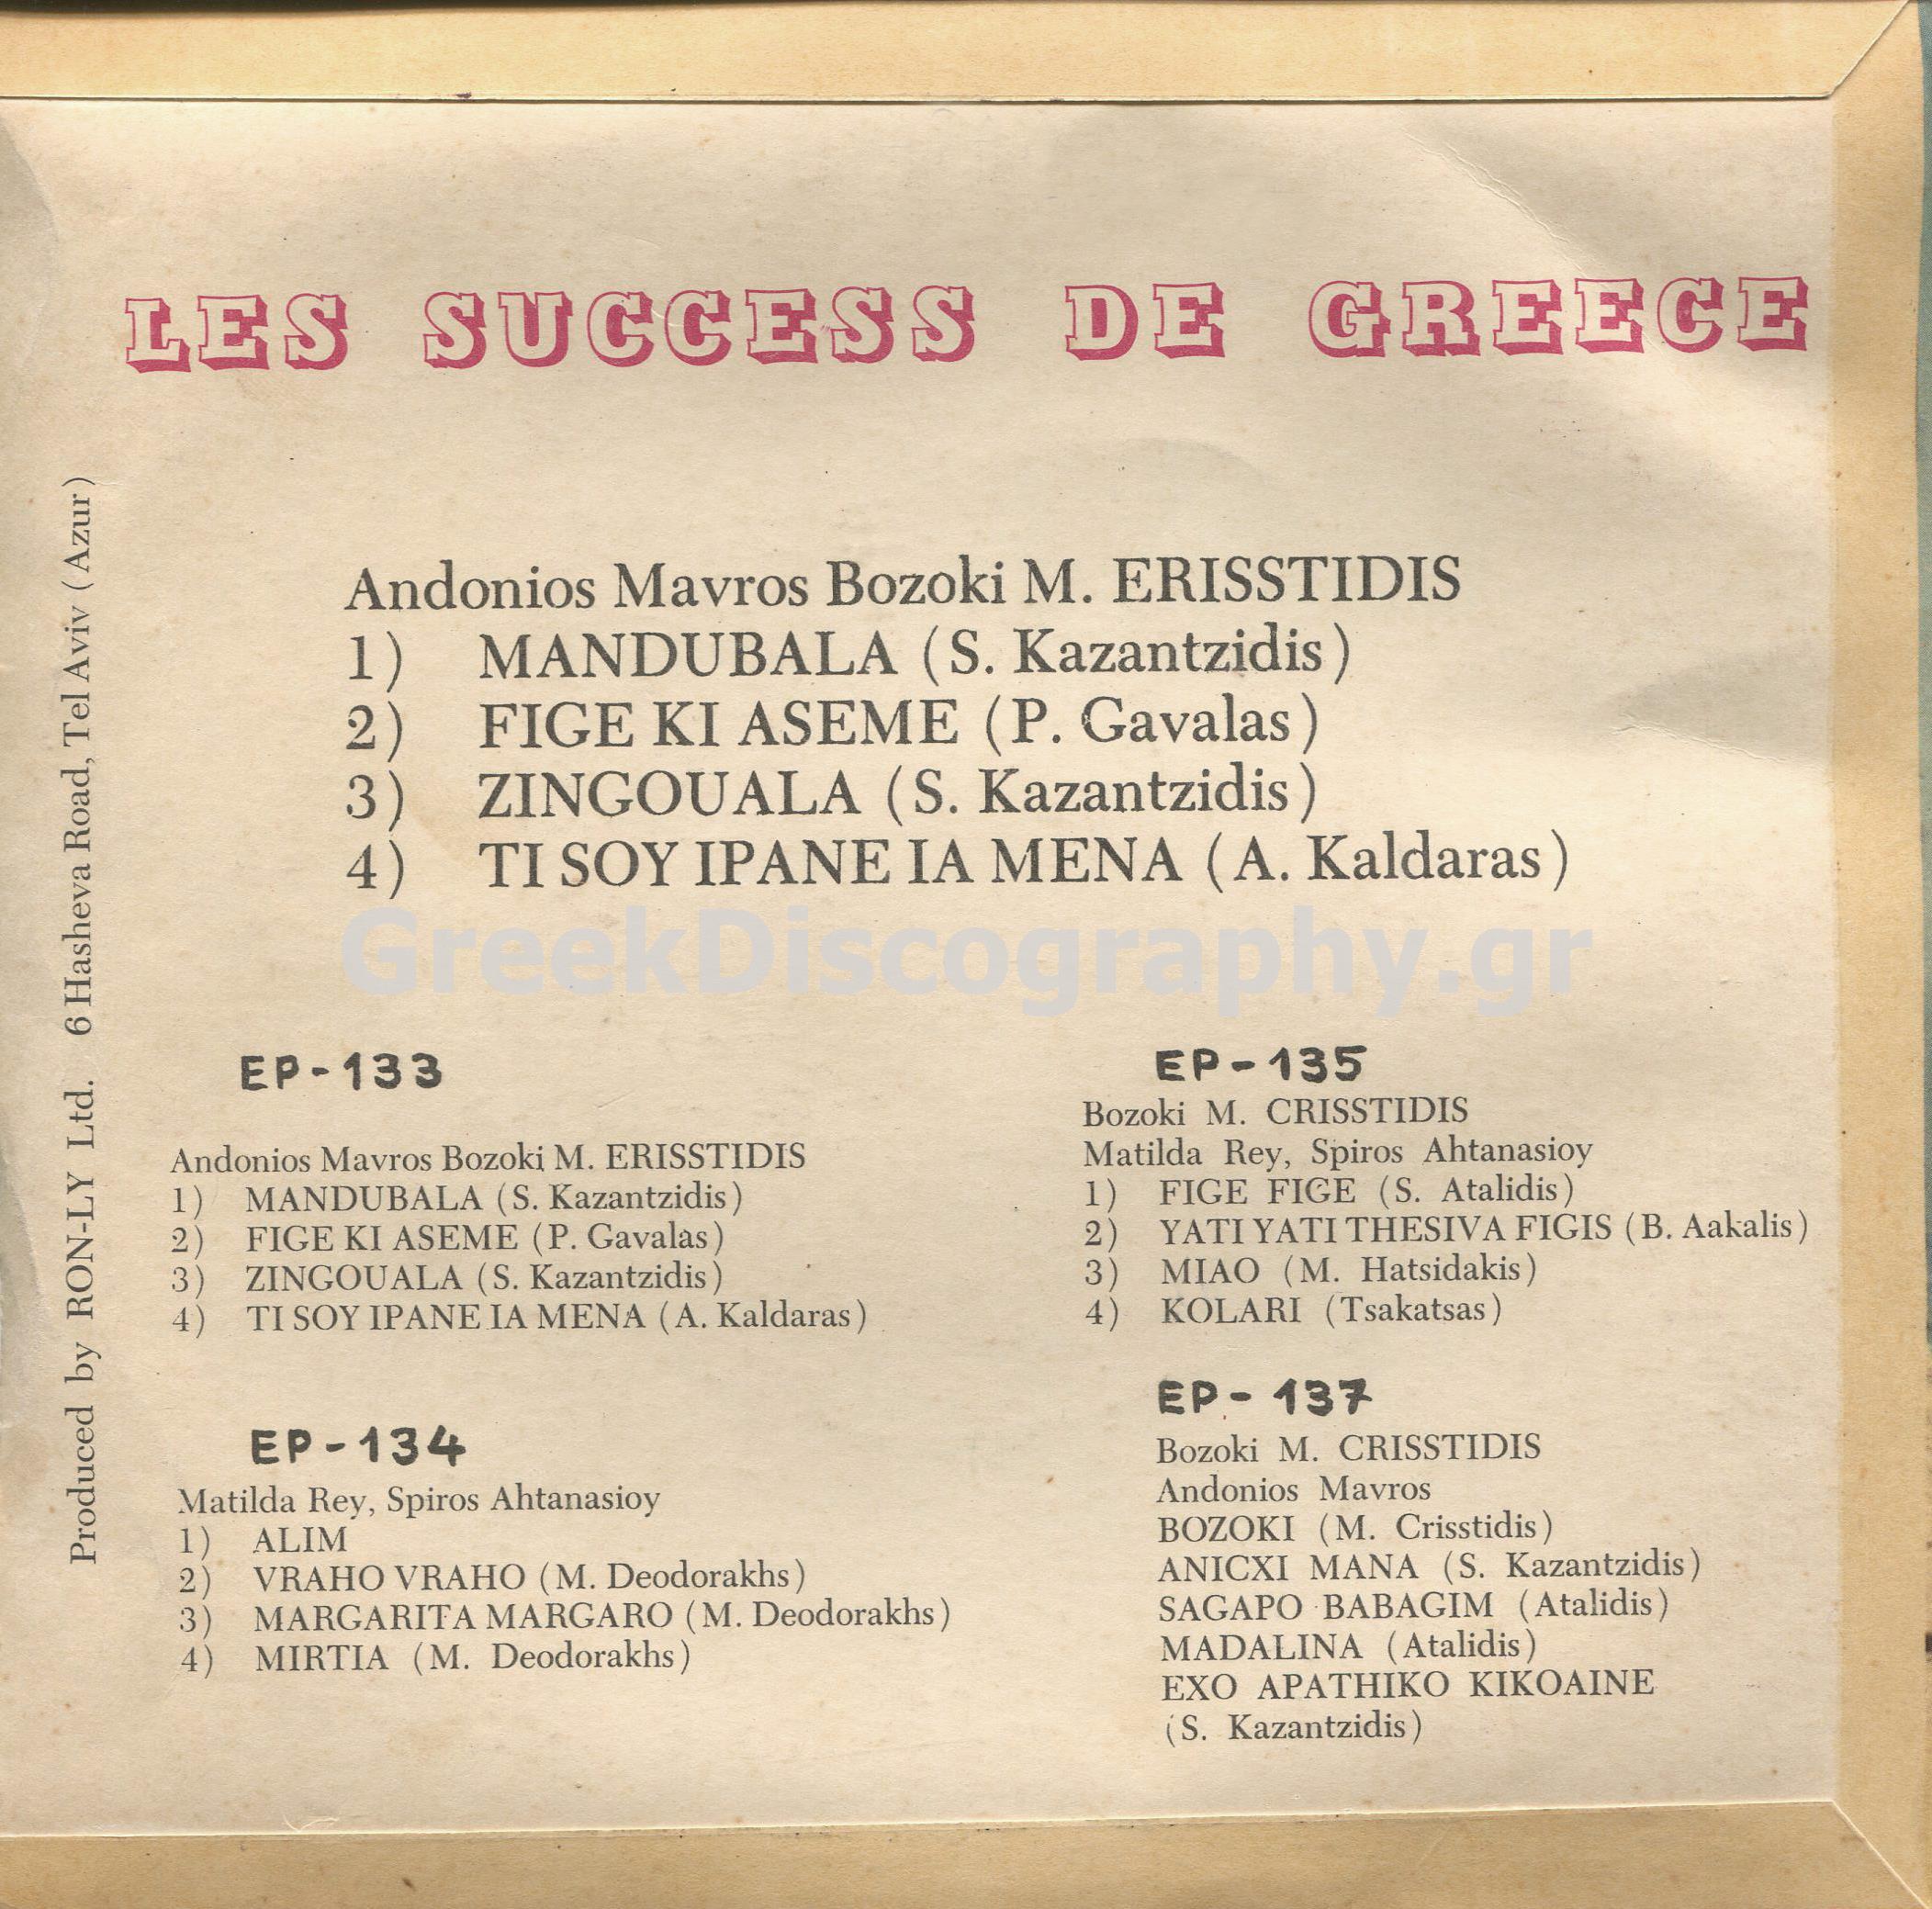 LES SUCCESS DE GREECE
Andonios Mavros Bozoki M. ERISSTIDIS
1) MANDUBALA (S. Kazantzidis)
2) FIGE KI ASEME (P. Gavalas)
3) ZINGOUALA (S. Kazantzidis)
4) TI SOY IPANE IA MENA (A. Kaldaras)
GreekDiscography.gr
EP-133
Andonios Mavros Bozoki M. ERISSTIDIS
1) MANDUBALA (S. Kazantzidis)
2) FIGE KI ASEME (P. Gavalas)
3) ZINGOUALA (S. Kazantzidis)
4) TI SOY IPANE IA MENA (A. Kaldaras)
EP-134
Matilda Rey, Spiros Ahtanasioy
1) ALIM
2) VRAHO VRAHO (M. Deodorakhs)
3) MARGARITA MARGARO (M. Deodorakhs)
4) MIRTIA (M. Deodorakhs)
EP-135
Bozoki M. CRISSTIDIS
Matilda Rey, Spiros Ahtanasioy
1) FIGE FIGE (S. Atalidis)
2) YATI YATI THESIVA FIGIS (B. Aakalis)
3) MIAO (M. Hatsidakis)
4) KOLARI (Tsakatsas)
EP-137
Bozoki M. CRISSTIDIS
Andonios Mavros
BOZOKI (M. Crisstidis)
ANICXI MANA (S. Kazantzidis)
SAGAPO BABAGIM (Atalidis)
MADALINA (Atalidis)
EXO APATHIKO KIKOAINE
(S. Kazantzidis)
Produced by RON-LY Ltd. 6 Hasheva Road, Tel Aviv (Azur)